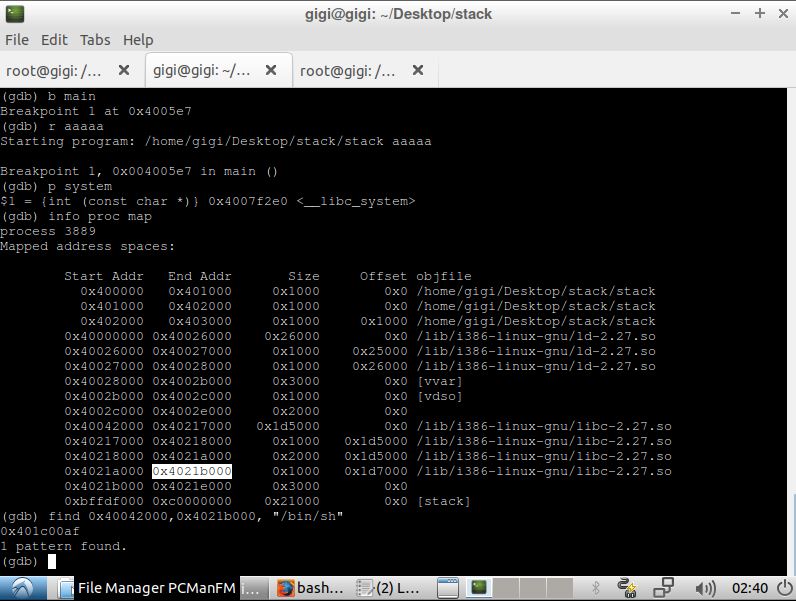 gigi@gigi: ~/Desktop/stack
File Edit Tabs Help
root@gigi: /... gigi@gigi: ~/... root@gigi: /...
(gdb) b main
Breakpoint 1 at 0x4005e7
(gdb) r aaaaa
Starting program: /home/gigi/Desktop/stack/stack aaaaa
Breakpoint 1, 0x004005e7 in main ()
(gdb) p system
$1 = {int (const char *)} 0x4007f2e0 <__libc_system>
(gdb) info proc map
process 3889
Mapped address spaces:
Start Addr End Addr Size Offset objfile
0x400000 0x401000 0x1000 0x0 /home/gigi/Desktop/stack/stack
0x401000 0x402000 0x1000 0x0 /home/gigi/Desktop/stack/stack
0x402000 0x403000 0x1000 0x1000 /home/gigi/Desktop/stack/stack
0x40000000 0x40026000 0x26000 0x0 /lib/i386-linux-gnu/ld-2.27.so
0x40026000 0x40027000 0x1000 0x25000 /lib/i386-linux-gnu/ld-2.27.so
0x40027000 0x40028000 0x1000 0x26000 /lib/i386-linux-gnu/ld-2.27.so
0x40028000 0x4002b000 0x3000 0x0 [vvar]
0x4002b000 0x4002c000 0x1000 0x0 [vdso]
0x4002c000 0x4002e000 0x2000 0x0
0x40042000 0x40217000 0x1d5000 0x0 /lib/i386-linux-gnu/libc-2.27.so
0x40217000 0x40218000 0x1000 0x1d5000 /lib/i386-linux-gnu/libc-2.27.so
0x40218000 0x4021a000 0x2000 0x1d5000 /lib/i386-linux-gnu/libc-2.27.so
0x4021a000 0x4021b000 0x1000 0x1d7000 /lib/i386-linux-gnu/libc-2.27.so
0x4021b000 0x4021e000 0x3000 0x0
0xbffdf000 0xc0000000 0x21000 0x0 [stack]
(gdb) find 0x40042000,0x4021b000, "/bin/sh"
0x401c00af
1 pattern found.
(gdb)
File Manager PCManFM i... bash... (2) L... 02:40